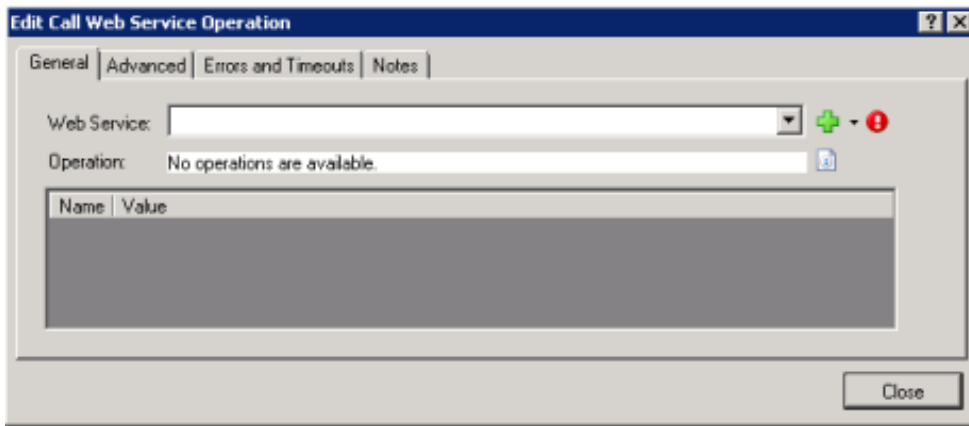 Edit Call Web Service Operation
General Advanced Errors and Timeouts Notes
Web Service:
Operation: No operations are available.
Name Value
Close